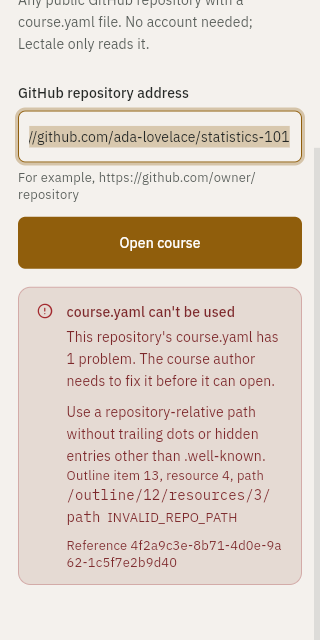 Any public GitHub repository with a
course.yaml file. No account needed;
Lectale only reads it.
GitHub repository address
//github.com/ada-lovelace/statistics-101
For example, https://github.com/owner/
repository
Open course
course.yaml can't be used
This repository's course.yaml has
1 problem. The course author
needs to fix it before it can open.
Use a repository-relative path
without trailing dots or hidden
entries other than .well-known.
Outline item 13, resource 4, path
/outline/12/resources/3/
path INVALID_REPO_PATH
Reference 4f2a9c3e-8b71-4d0e-9a
62-1c5f7e2b9d40